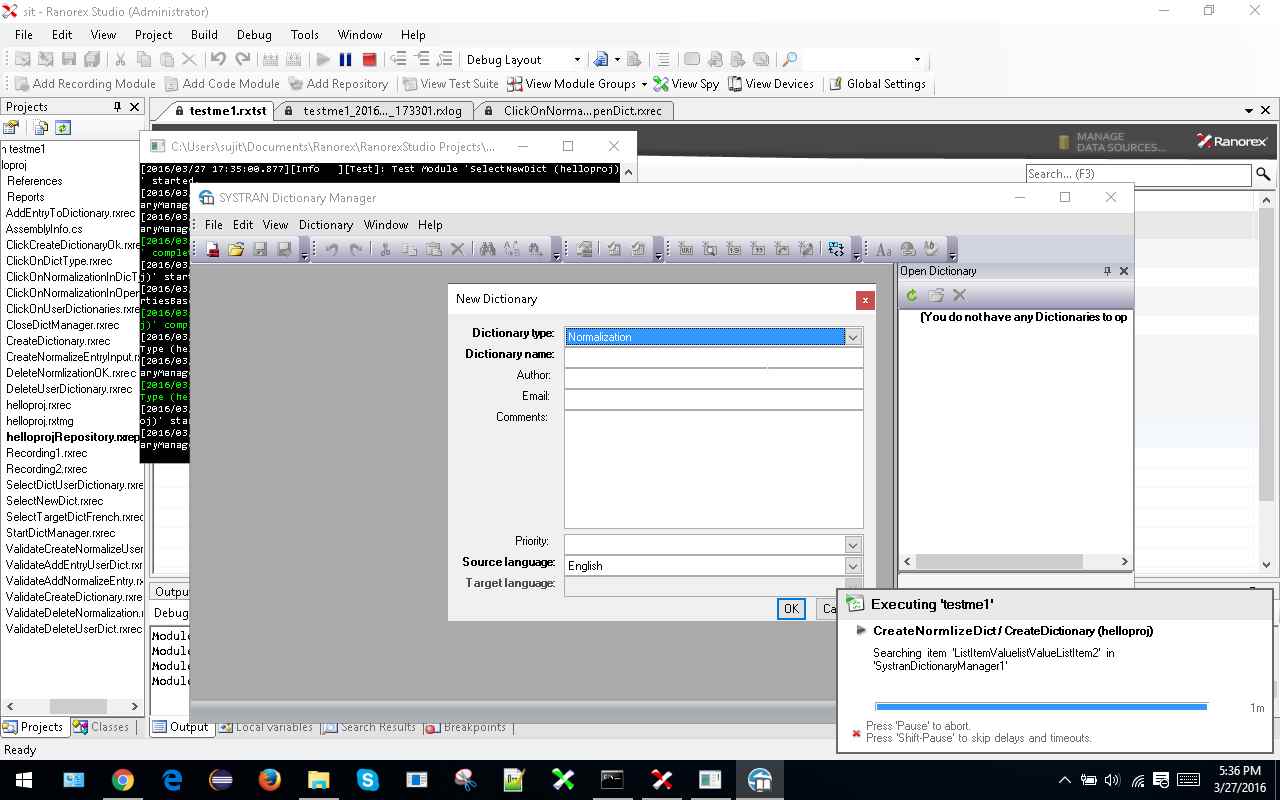 sit - Ranorex Studio (Administrator)
File Edit View Project Build Debug Tools Window Help
Debug Layout
Add Recording Module Add Code Module Add Repository View Test Suite View Module Groups View Spy View Devices Global Settings
Projects
testme1.rxtst testme1_2016..._173301.rxlog ClickOnNorma...penDict.rxrec
MANAGE
DATA SOURCES...
Ranorex
Search... (F3)
testme1
loproj
References
Reports
AddEntryToDictionary.rxrec
AssemblyInfo.cs
ClickCreateDictionaryOk.rxrec
ClickOnDictType.rxrec
ClickOnNormalizationInDicT
ClickOnNormalizationInOpen
ClickOnUserDictionaries.rxrec
CloseDictManager.rxrec
CreateDictionary.rxrec
CreateNormalizeEntryInput.rx
DeleteNormlizationOK.rxrec
DeleteUserDictionary.rxrec
helloproj.rxrec
helloproj.rxtmg
helloprojRepository.rxrep
Recording1.rxrec
Recording2.rxrec
SelectDictUserDictionary.rxrec
SelectNewDict.rxrec
SelectTargetDictFrench.rxrec
StartDictManager.rxrec
ValidateCreateNormalizeUser
ValidateAddEntryUserDict.rx
ValidateAddNormalizeEntry.rx
ValidateCreateDictionary.rxrec
ValidateDeleteNormalization.
ValidateDeleteUserDict.rxrec
Projects Classes
C:\Users\sujit\Documents\Ranorex\RanorexStudio Projects\...
[2016/03/27 17:35:00.877][Info ][Test]: Test Module 'SelectNewDict (helloproj)
' started
[2016/03/
aryManag
[2016/03/
aryManag
[2016/03/
comple
[2016/03/
j)' start
[2016/03/
rtiesBas
[2016/03/
j)' compl
[2016/03/
Type (hel
[2016/03/
aryManag
[2016/03/
Type (hel
[2016/03/
oj)' star
[2016/03/
aryManag
SYSTRAN Dictionary Manager
File Edit View Dictionary Window Help
Open Dictionary
(You do not have any Dictionaries to op
New Dictionary
x
Dictionary type: Normalization
Dictionary name:
Author:
Email:
Comments:
Priority:
Source language: English
Target language:
OK Ca
Output
Debug
Module
Module
Module
Module
Output Local Variables Search Results Breakpoints
Executing 'testme1'
CreateNormlizeDict / CreateDictionary (helloproj)
Searching item 'ListItemValuelistValueListItem2' in
'SystranDictionaryManager1'
1m
Press 'Pause' to abort.
Press 'Shift-Pause' to skip delays and timeouts.
Ready
5:36 PM
3/27/2016